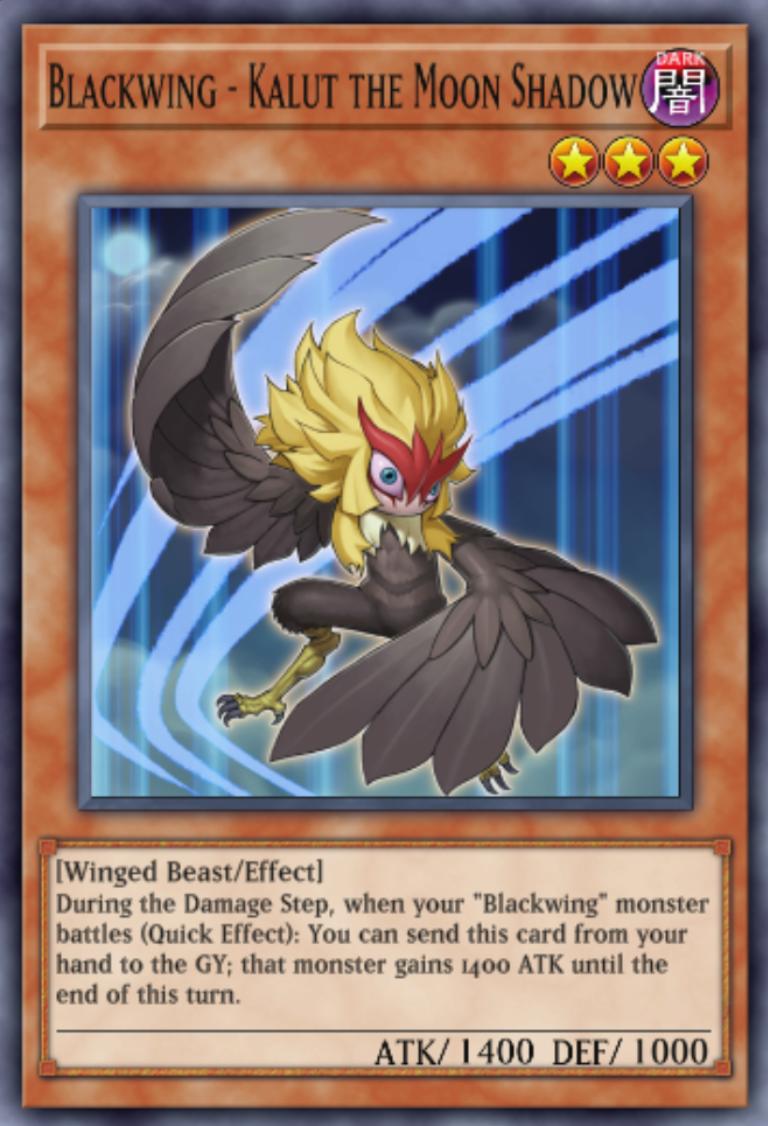 Blackwing - Kalut the Moon Shadow
DARK
闇
[Winged Beast/Effect]
During the Damage Step, when your "Blackwing" monster
battles (Quick Effect): You can send this card from your
hand to the GY; that monster gains 1400 ATK until the
end of this turn.
ATK/ 1400 DEF/ 1000